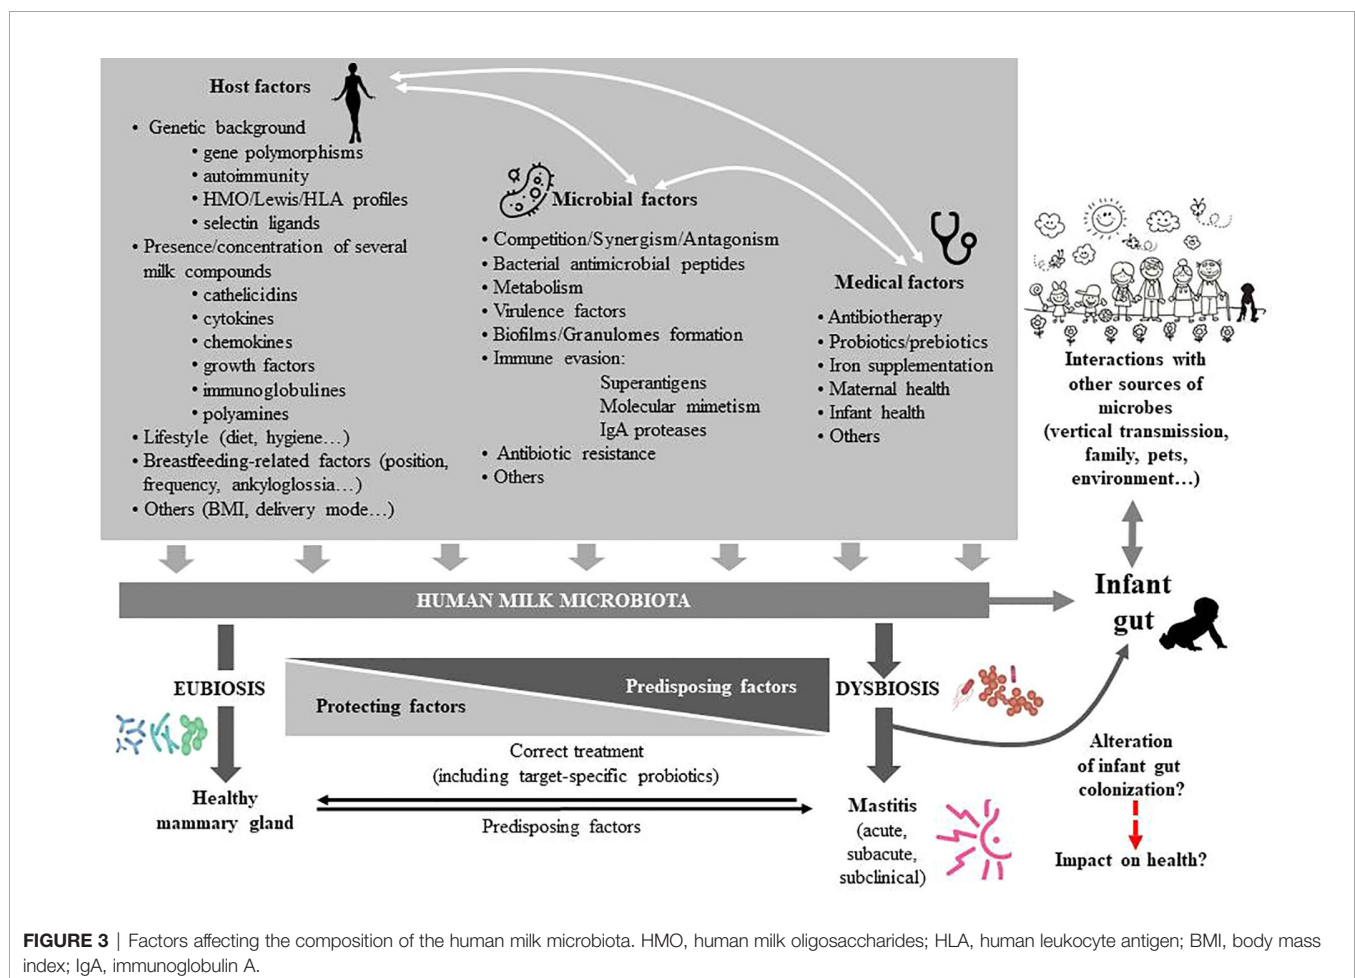 Host factors
• Genetic background
• gene polymorphisms
• autoimmunity
• HMO/Lewis/HLA profiles
• selectin ligands
• Presence/concentration of several
milk compounds
• cathelicidins
• cytokines
• chemokines
• growth factors
• immunoglobulines
• polyamines
• Lifestyle (diet, hygiene…)
• Breastfeeding-related factors (position,
frequency, ankyloglossia…)
• Others (BMI, delivery mode…)
Microbial factors
• Competition/Synergism/Antagonism
• Bacterial antimicrobial peptides
• Metabolism
• Virulence factors
• Biofilms/Granulomes formation
• Immune evasion:
Superantigens
Molecular mimetism
IgA proteases
• Antibiotic resistance
• Others
Medical factors
• Antibiotherapy
• Probiotics/prebiotics
• Iron supplementation
• Maternal health
• Infant health
• Others
Interactions with
other sources of
microbes
(vertical transmission,
family, pets,
environment…)
HUMAN MILK MICROBIOTA
Infant
gut
EUBIOSIS
Protecting factors
Predisposing factors
DYSBIOSIS
Correct treatment
(including target-specific probiotics)
Predisposing factors
Healthy
mammary gland
Mastitis
(acute,
subacute,
subclinical)
Alteration
of infant gut
colonization?
Impact on health?
FIGURE 3 | Factors affecting the composition of the human milk microbiota. HMO, human milk oligosaccharides; HLA, human leukocyte antigen; BMI, body mass
index; IgA, immunoglobulin A.